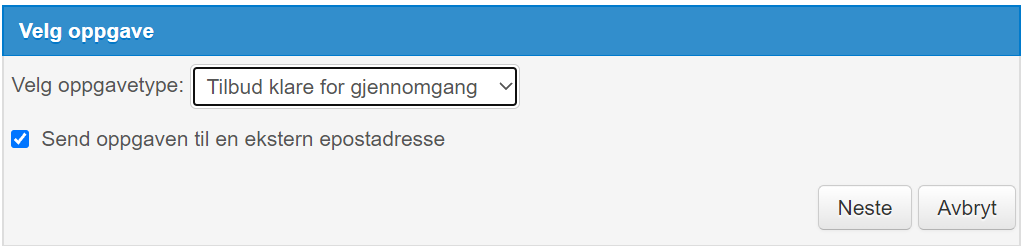 Velg oppgave
Velg oppgavetype: Tilbud klare for gjennomgang
Send oppgaven til en ekstern epostadresse
Neste Avbryt